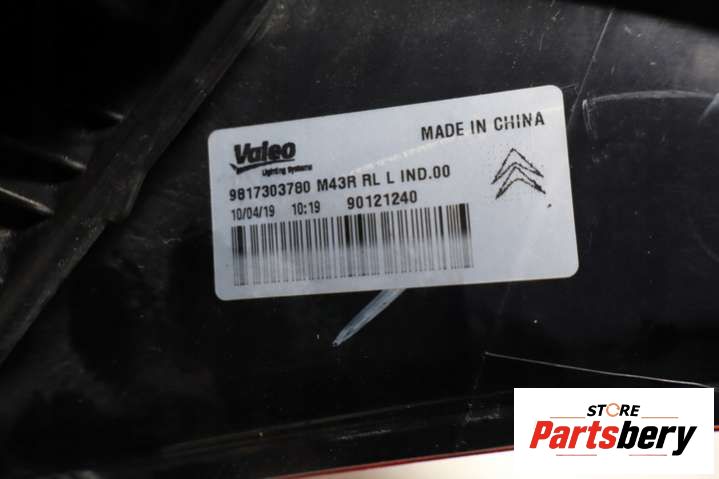 MADE IN CHINA
Valeo
Lighting Systems
9817303780 M43R RL L IND.00
10/04/19 10:19 90121240
STORE
Partsbery